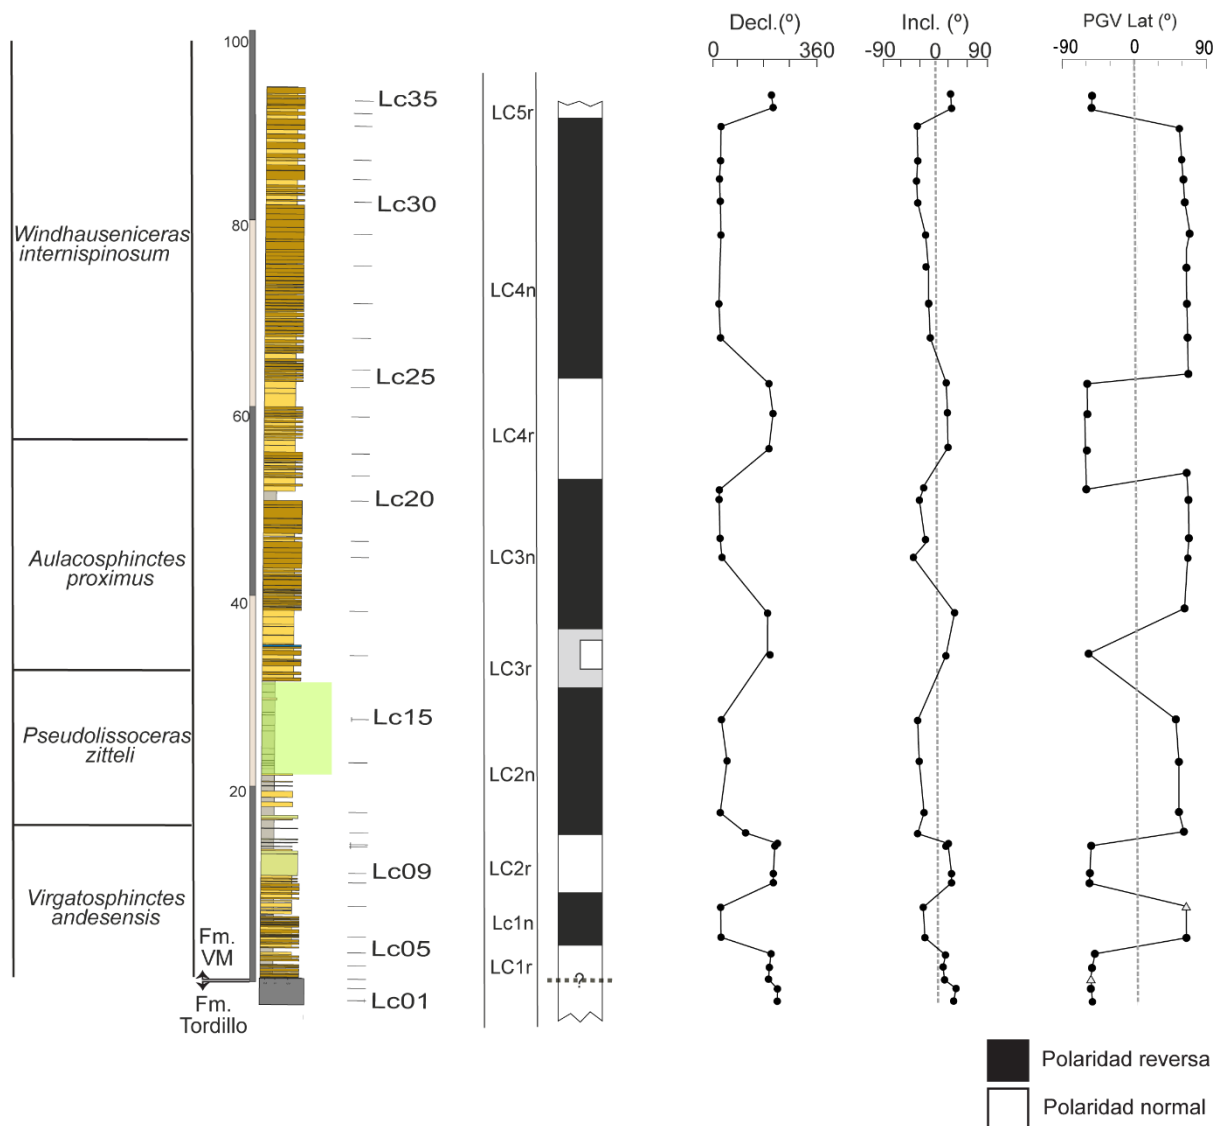 Decl.(º)
Incl. (º)
PGV Lat (º)
0
360
-90
0
90
-90
0
90
100
80
60
40
20
Windhauseniceras
internispinosum
Aulacosphinctes
proximus
Pseudolissoceras
zitteli
Virgatosphinctes
andesensis
Fm.
VM
Fm.
Tordillo
Lc35
Lc30
Lc25
Lc20
Lc15
Lc09
Lc05
Lc01
LC5r
LC4n
LC4r
LC3n
LC3r
LC2n
LC2r
Lc1n
LC1r
?
Polaridad reversa
Polaridad normal